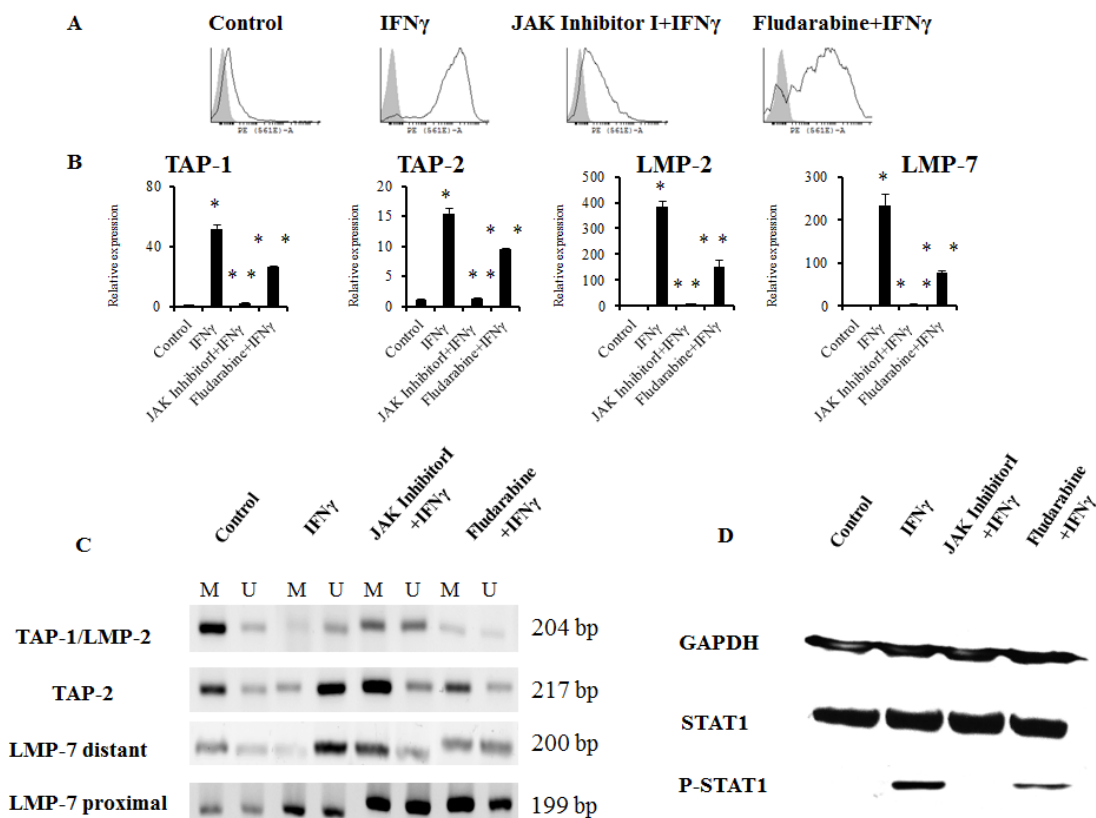 A
Control
IFNγ
JAK Inhibitor I+IFNγ
Fludarabine+IFNγ
PE (561E)-A
PE (561E)-A
PE (561E)-A
PE (561E)-A
B
TAP-1
TAP-2
LMP-2
LMP-7
Relative expression
80
40
0
*
* *
* *
Control
IFNγ
JAK InhibitorI+IFNγ
Fludarabine+IFNγ
Relative expression
20
15
10
5
0
*
* *
* *
Control
IFNγ
JAK InhibitorI+IFNγ
Fludarabine+IFNγ
Relative expression
500
400
300
200
100
0
*
* *
* *
Control
IFNγ
JAK InhibitorI+IFNγ
Fludarabine+IFNγ
Relative expression
300
200
100
0
*
* *
* *
Control
IFNγ
JAK InhibitorI+IFNγ
Fludarabine+IFNγ
C
Control
IFNγ
JAK InhibitorI
+IFNγ
Fludarabine
+IFNγ
M U M U M U M U
TAP-1/LMP-2
204 bp
TAP-2
217 bp
LMP-7 distant
200 bp
LMP-7 proximal
199 bp
D
Control
IFNγ
JAK InhibitorI
+IFNγ
Fludarabine
+IFNγ
GAPDH
STAT1
P-STAT1